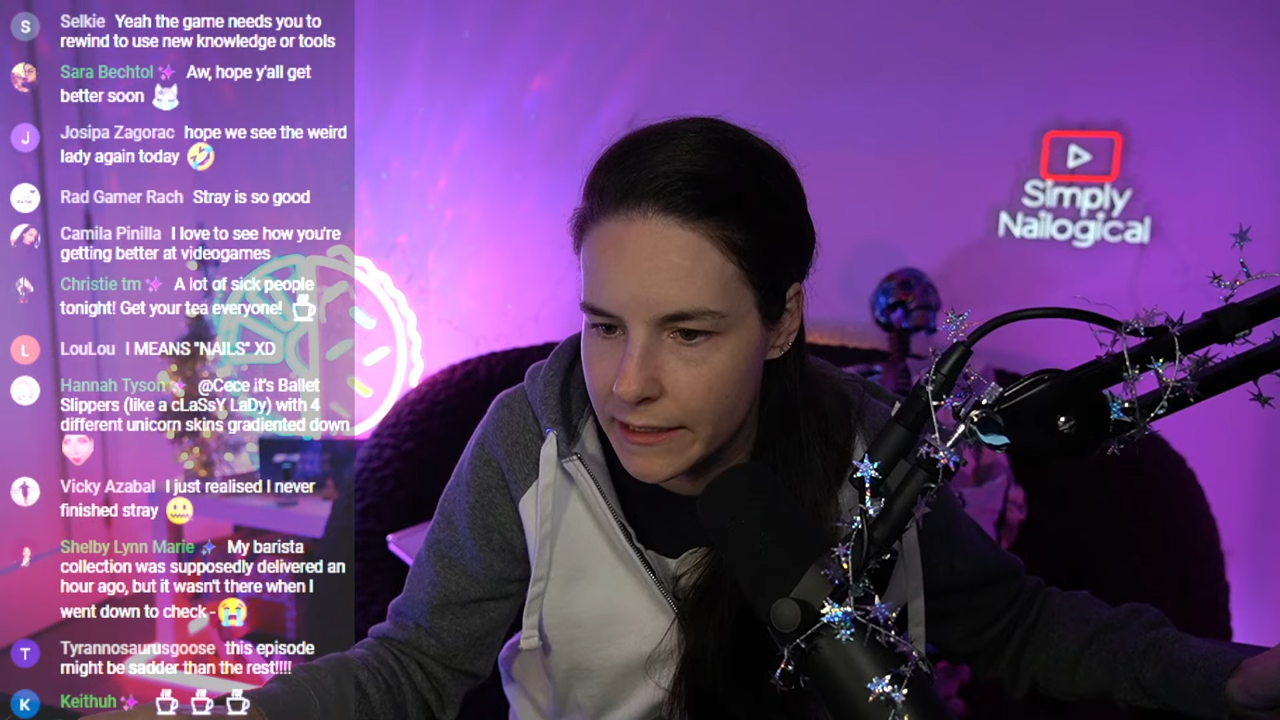 S Selkie Yeah the game needs you to
rewind to use new knowledge or tools
Sara Bechtol Aw, hope y'all get
better soon
J Josipa Zagorac hope we see the weird
lady again today
Rad Gamer Rach Stray is so good
Camila Pinilla I love to see how you're
getting better at videogames
Christie tm A lot of sick people
tonight! Get your tea everyone!
L LouLou I MEANS "NAILS" XD
Hannah Tyson @Cece it's Ballet
Slippers (like a cLaSsY LaDy) with 4
different unicorn skins gradiented down
Vicky Azabal I just realised I never
finished stray
Shelby Lynn Marie My barista
collection was supposedly delivered an
hour ago, but it wasn't there when I
went down to check -
T Tyrannosaurusgoose this episode
might be sadder than the rest!!!!
K Keithuh
Simply
Nailogical